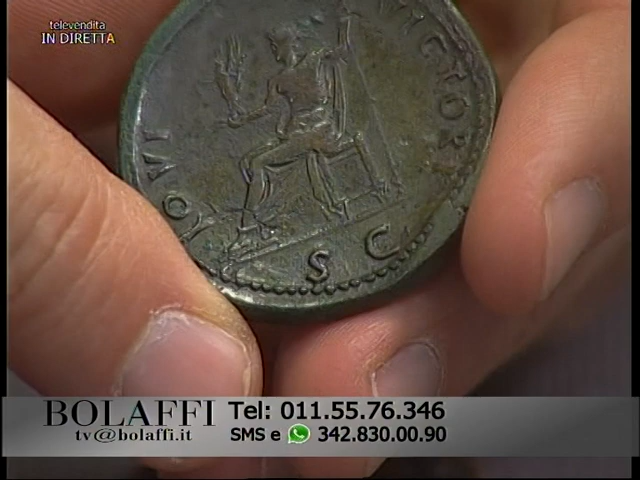 televendita
IN DIRETTA
IOVI VICTORI
S C
BOLAFFI
tv@bolaffi.it
Tel: 011.55.76.346
SMS e 342.830.00.90